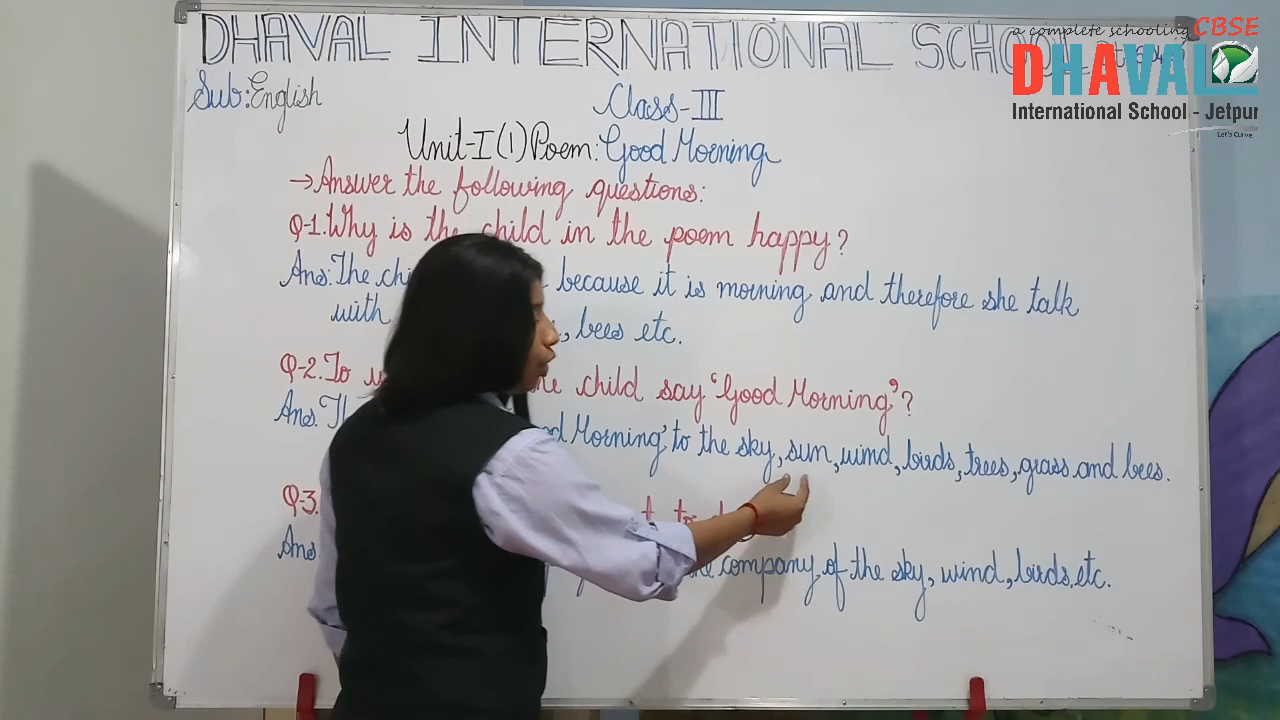 DHAVAL INTERNATIONAL SCHOOL
a complete schooling CBSE
DHAVAL
International School - Jetpur
Let's Curve
Sub: English
Class-III
Unit-I (1) Poem: Good Morning
→Answer the following questions:
Q-1. Why is the child in the poem happy?
Ans: The because it is morning and therefore she talk
with , bees etc.
Q-2. To child say 'Good Morning'?
Ans. Morning' to the sky, sun, wind, birds, trees, grass and bees.
Q-3. to
Ans. company of the sky, wind, birds, etc.